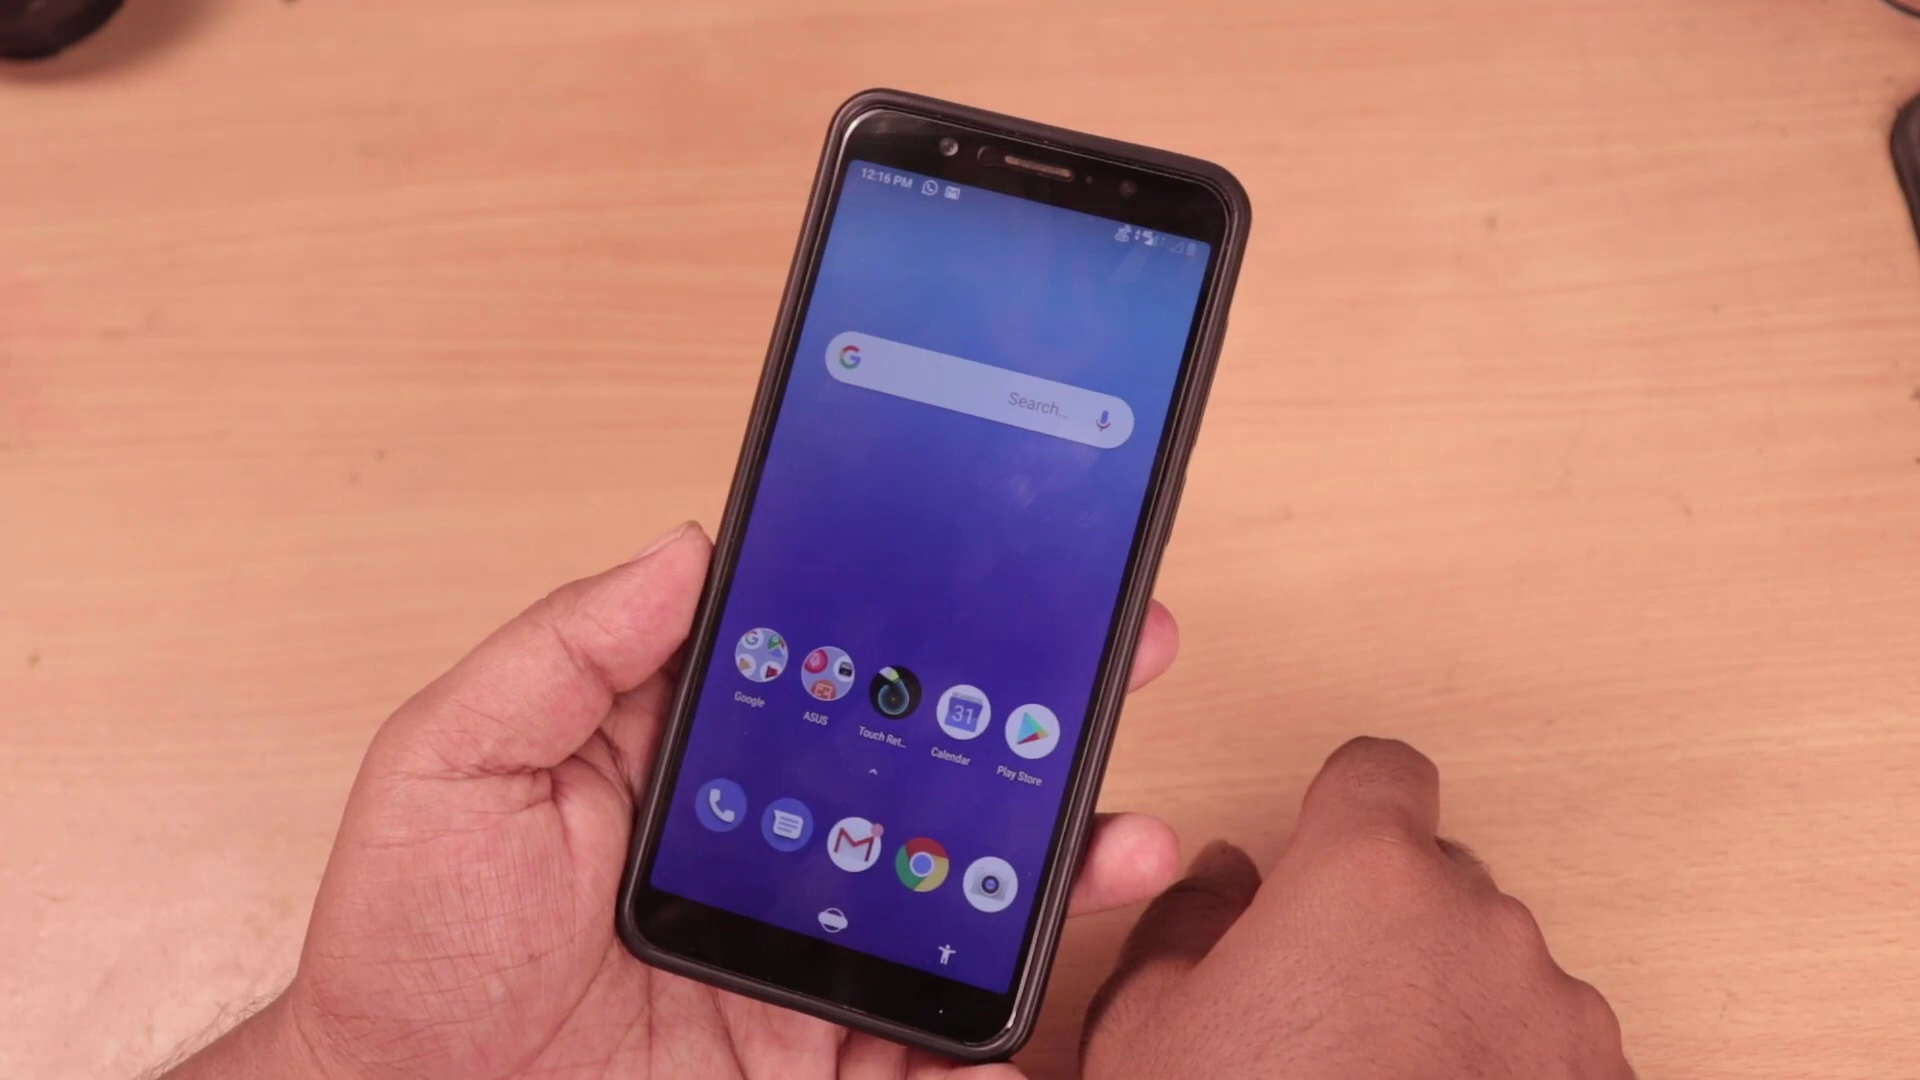 12:16 PM
G
Search...
Google
ASUS
Touch Ret...
31
Calendar
Play Store